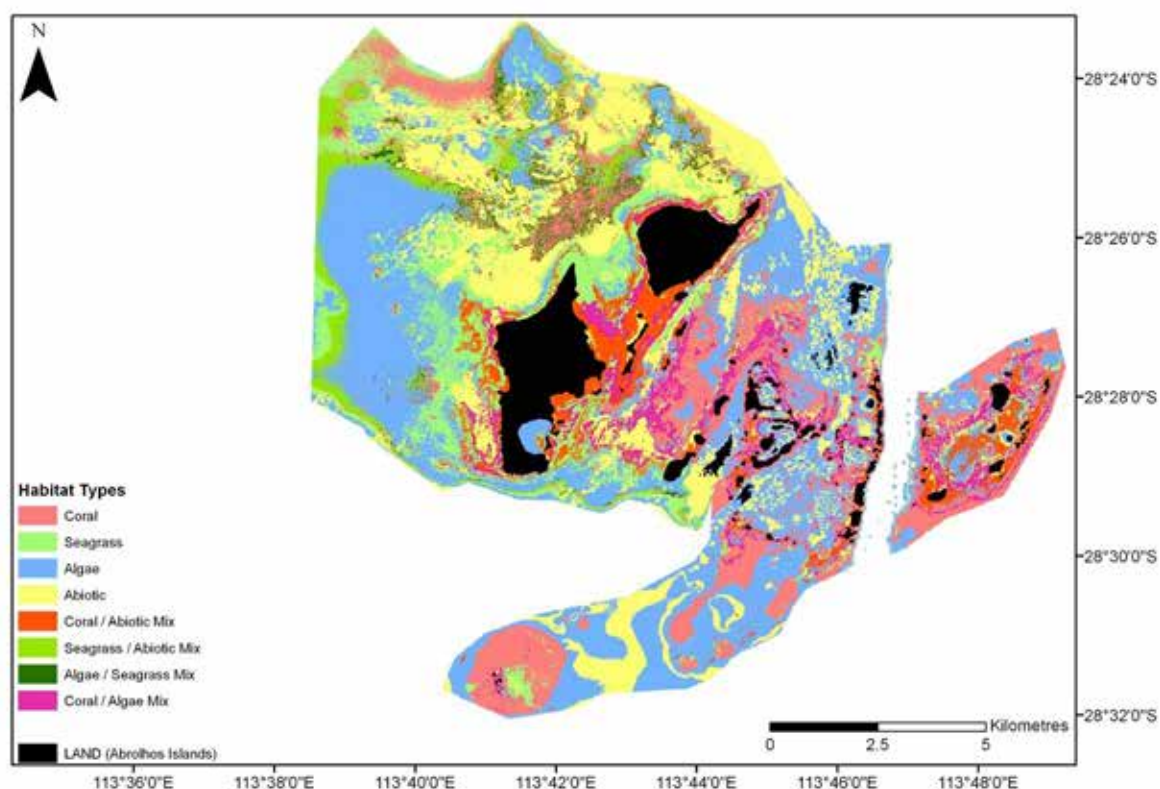 N
28°24'0"S
28°26'0"S
28°28'0"S
28°30'0"S
28°32'0"S
Habitat Types
Coral
Seagrass
Algae
Abiotic
Coral / Abiotic Mix
Seagrass / Abiotic Mix
Algae / Seagrass Mix
Coral / Algae Mix
LAND (Abrolhos Islands)
Kilometres
0 2.5 5
113°36'0"E 113°38'0"E 113°40'0"E 113°42'0"E 113°44'0"E 113°46'0"E 113°48'0"E